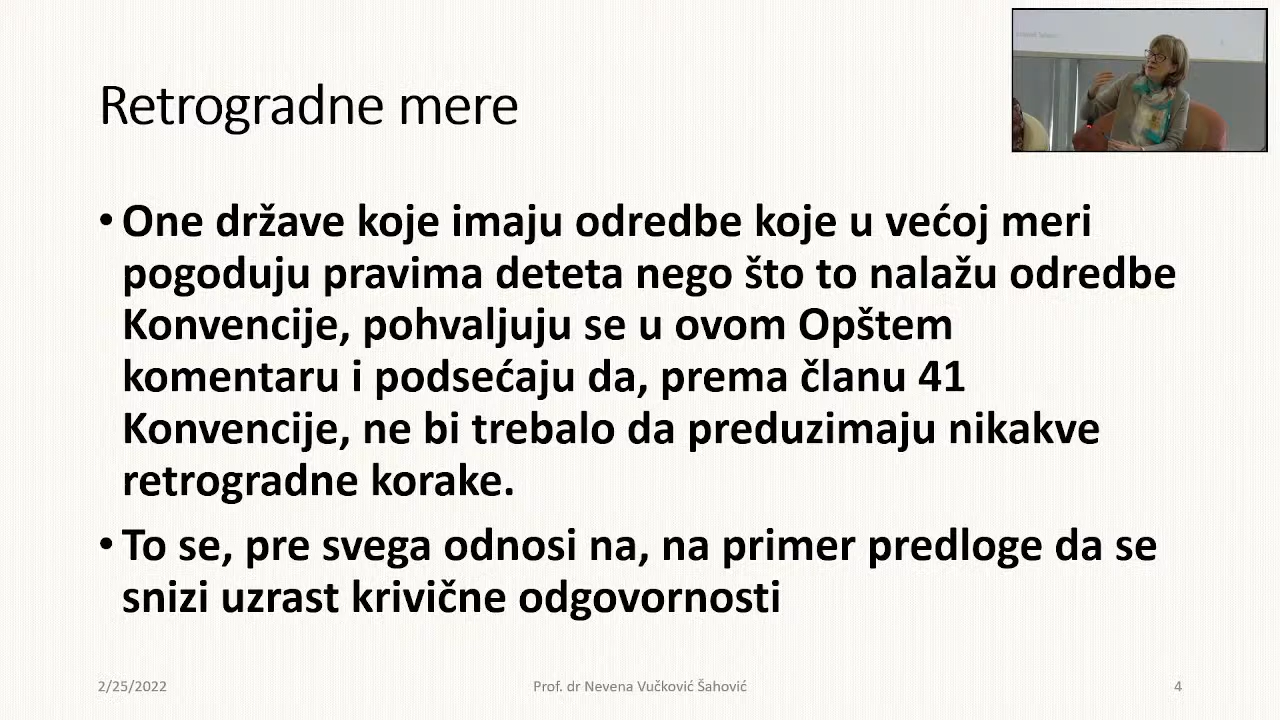 Retrogradne mere
• One države koje imaju odredbe koje u većoj meri
pogoduju pravima deteta nego što to nalažu odredbe
Konvencije, pohvaljuju se u ovom Opštem
komentaru i podsećaju da, prema članu 41
Konvencije, ne bi trebalo da preduzimaju nikakve
retrogradne korake.
• To se, pre svega odnosi na, na primer predloge da se
snizi uzrast krivične odgovornosti
2/25/2022
Prof. dr Nevena Vučković Šahović
4